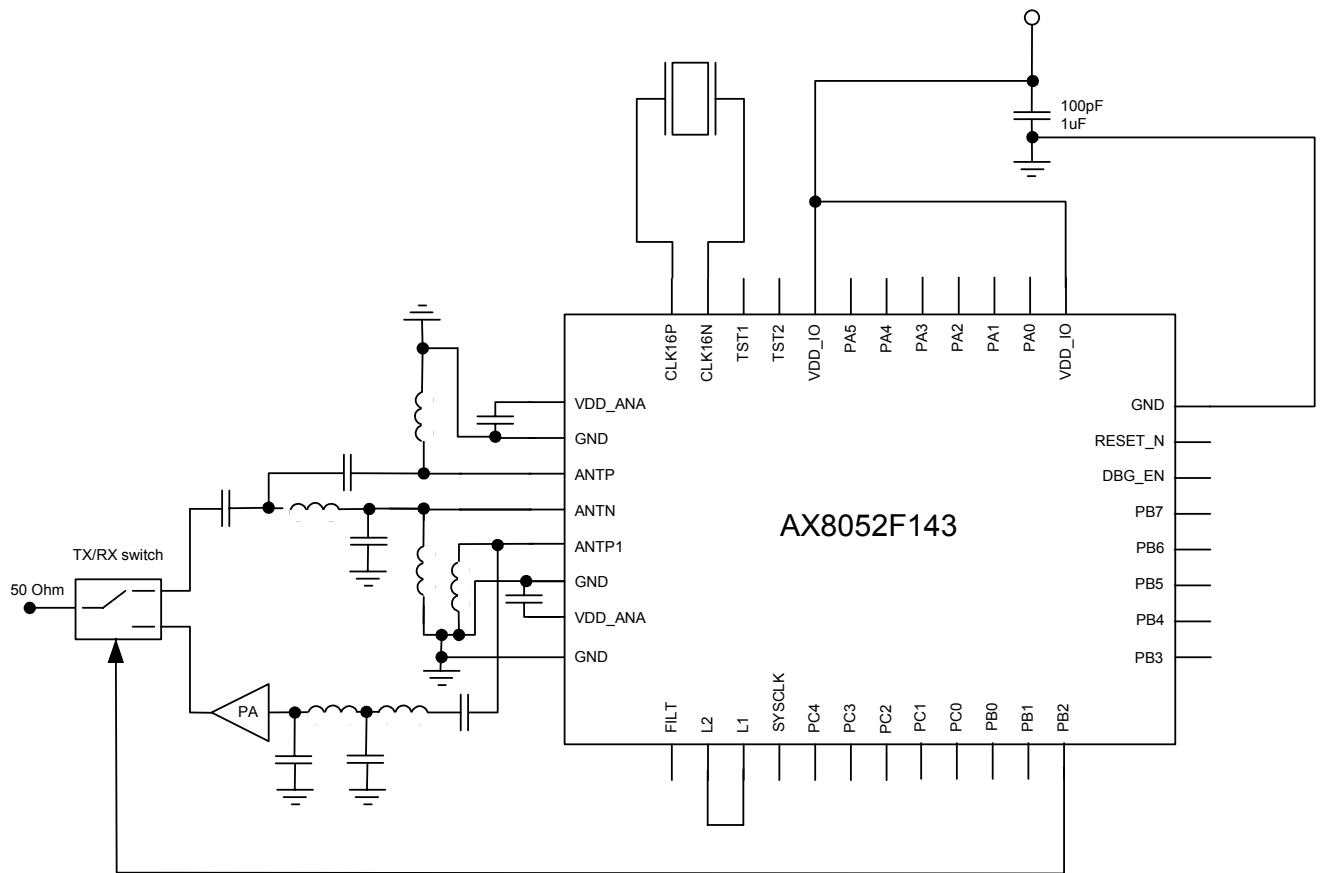 100pF
1uF
CLK16P
CLK16N
TST1
TST2
VDD_IO
PA5
PA4
PA3
PA2
PA1
PA0
VDD_IO
VDD_ANA
GND
ANTP
ANTN
ANTP1
GND
VDD_ANA
GND
AX8052F143
GND
RESET_N
DBG_EN
PB7
PB6
PB5
PB4
PB3
TX/RX switch
50 Ohm
PA
FILT
L2
L1
SYSCLK
PC4
PC3
PC2
PC1
PC0
PB0
PB1
PB2